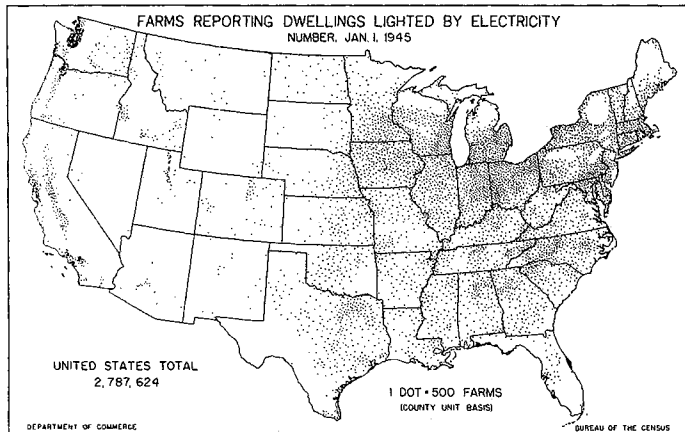 FARMS REPORTING DWELLINGS LIGHTED BY ELECTRICITY
NUMBER, JAN. 1, 1945
UNITED STATES TOTAL
2,787,624
1 DOT = 500 FARMS
(COUNTY UNIT BASIS)
DEPARTMENT OF COMMERCE
BUREAU OF THE CENSUS